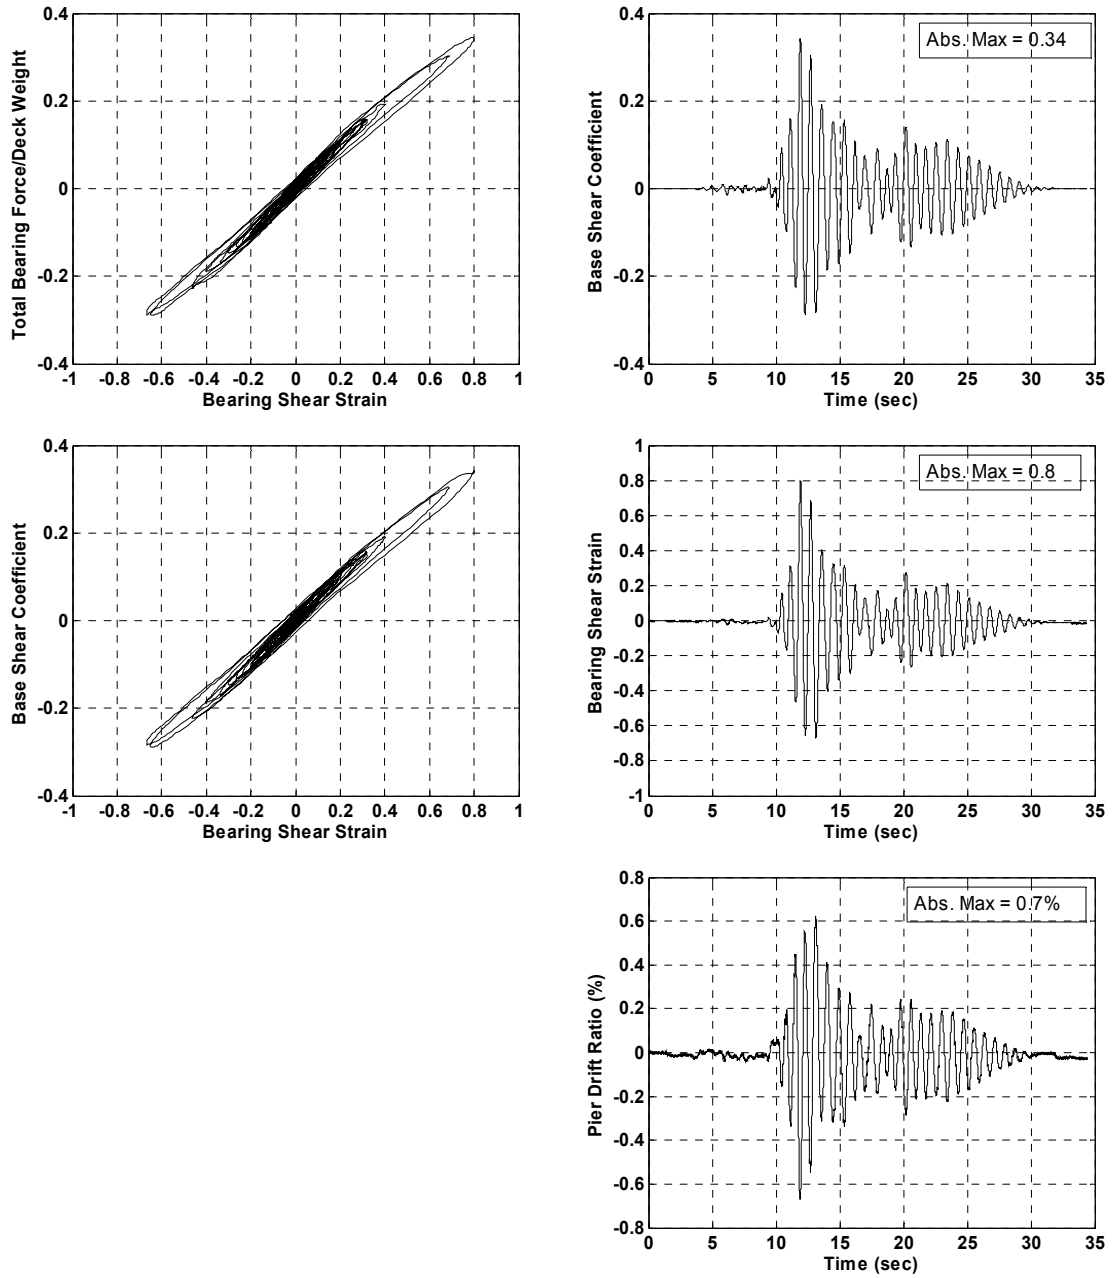 0.4
0.2
0
-0.2
-0.4
Total Bearing Force/Deck Weight
-1 -0.8 -0.6 -0.4 -0.2 0 0.2 0.4 0.6 0.8 1
Bearing Shear Strain
0.4
0.2
0
-0.2
-0.4
Base Shear Coefficient
Abs. Max = 0.34
0 5 10 15 20 25 30 35
Time (sec)
0.4
0.2
0
-0.2
-0.4
Base Shear Coefficient
-1 -0.8 -0.6 -0.4 -0.2 0 0.2 0.4 0.6 0.8 1
Bearing Shear Strain
1
0.8
0.6
0.4
0.2
0
-0.2
-0.4
-0.6
-0.8
-1
Bearing Shear Strain
Abs. Max = 0.8
0 5 10 15 20 25 30 35
Time (sec)
0.8
0.6
0.4
0.2
0
-0.2
-0.4
-0.6
-0.8
Pier Drift Ratio (%)
Abs. Max = 0.7%
0 5 10 15 20 25 30 35
Time (sec)